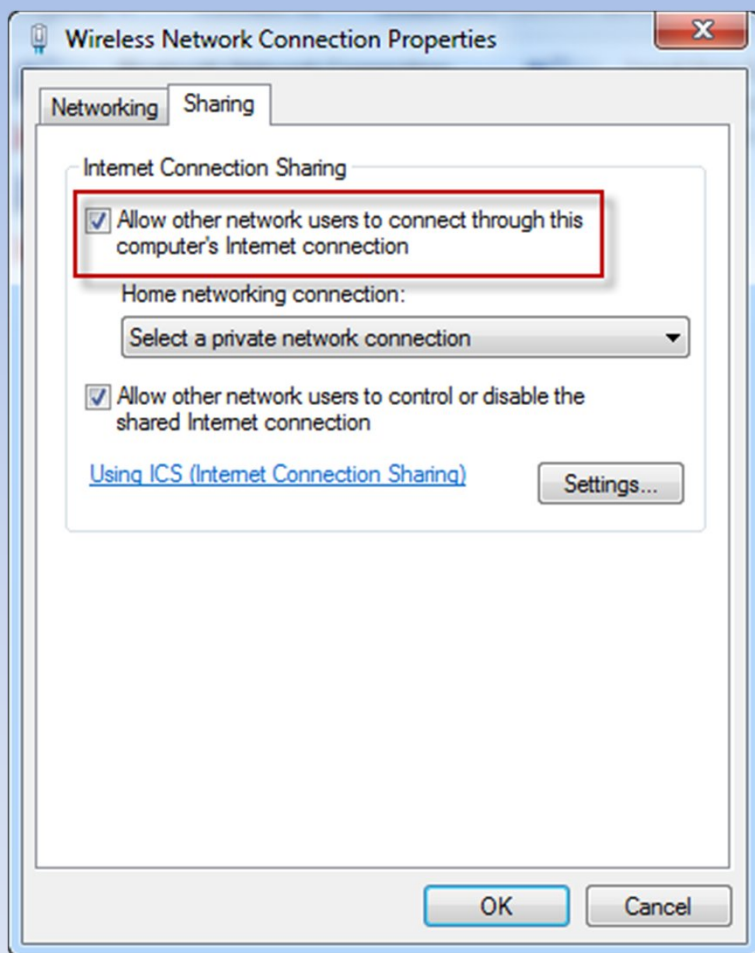 Wireless Network Connection Properties
Networking
Sharing
Internet Connection Sharing
Allow other network users to connect through this
computer's Internet connection
Home networking connection:
Select a private network connection
Allow other network users to control or disable the
shared Internet connection
Using ICS (Internet Connection Sharing)
Settings...
OK
Cancel